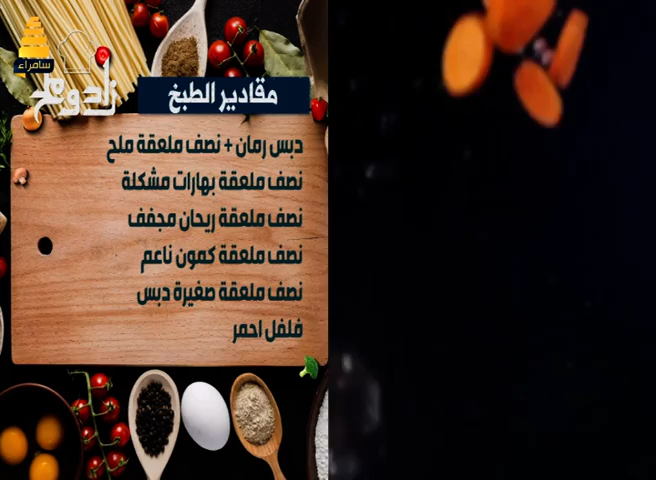 سامراء
زادومي
مقادير الطبخ
دبس رمان + نصف ملعقة ملح
نصف ملعقة بهارات مشكلة
نصف ملعقة ريحان مجفف
نصف ملعقة كمون ناعم
نصف ملعقة صغيرة دبس
فلفل احمر